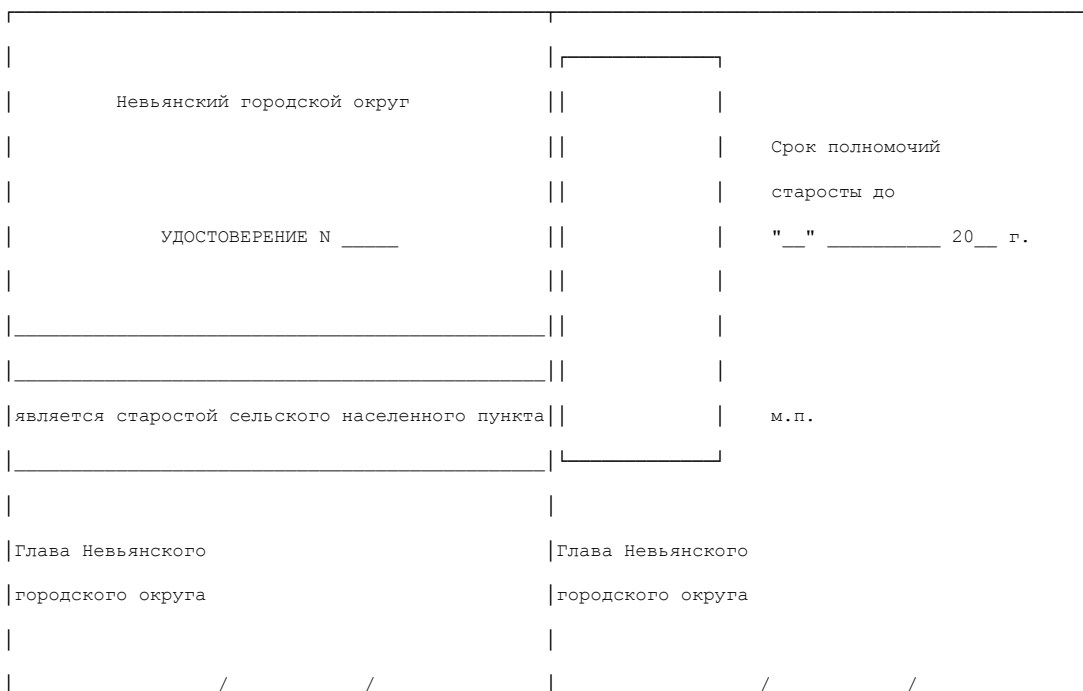 Невьянский городской округ
УДОСТОВЕРЕНИЕ N _____
является старостой сельского населенного пункта
Глава Невьянского
городского округа
/ /
Срок полномочий
старосты до
"__" __________ 20__ г.
м.п.
Глава Невьянского
городского округа
/ /